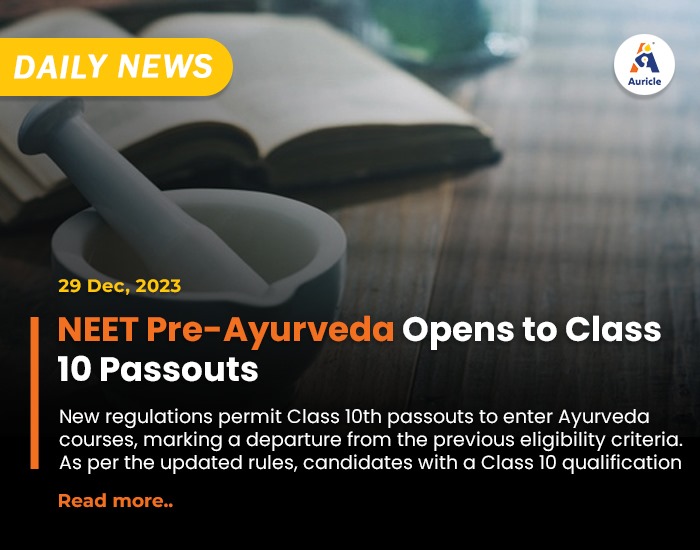 DAILY NEWS
Auricle
29 Dec, 2023
NEET Pre-Ayurveda Opens to Class
10 Passouts
New regulations permit Class 10th passouts to enter Ayurveda
courses, marking a departure from the previous eligibility criteria.
As per the updated rules, candidates with a Class 10 qualification
Read more..